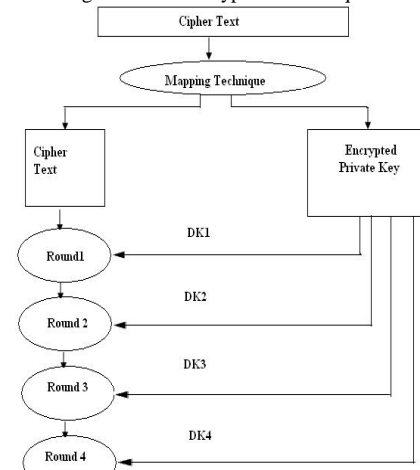 Cipher Text
Mapping Technique
Cipher
Text
Encrypted
Private Key
DK1
Round1
DK2
Round 2
DK3
Round 3
DK4
Round 4